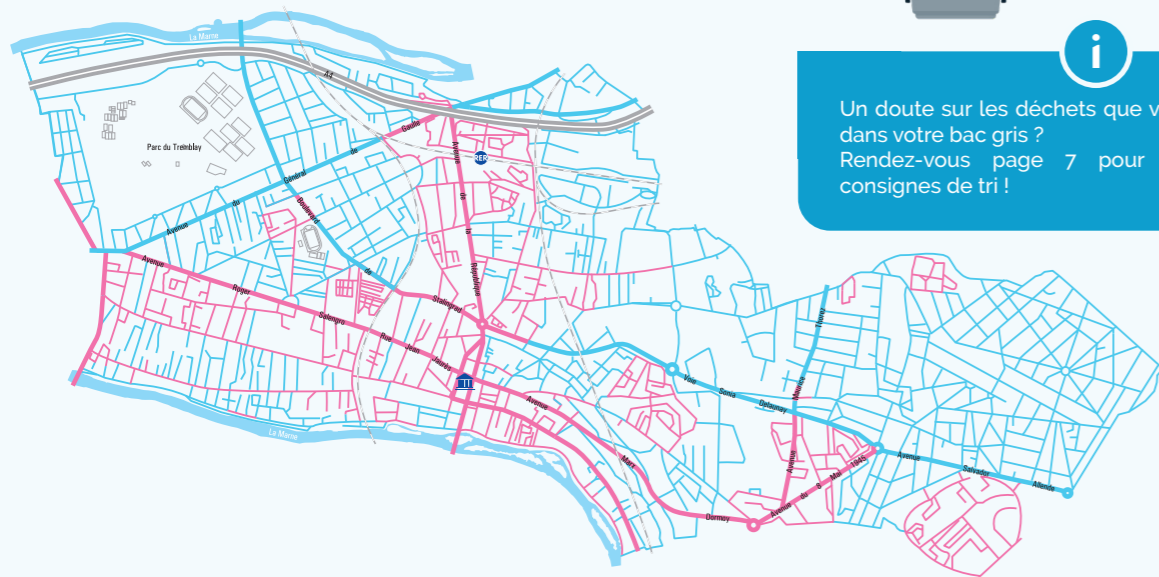 La Marne
A4
Parc du Tremblay
RER
Avenue du Général de Gaulle
Avenue de la République
Boulevard de Stalingrad
Avenue Roger Salengro
Rue Jean Jaurès
La Marne
Avenue Marx Dormoy
Voie Sonia Delaunay
Avenue Maurice Thorez
Avenue du 8 Mai 1945
Avenue Salvador Allende
i
Un doute sur les déchets que v
dans votre bac gris ?
Rendez-vous page 7 pour
consignes de tri !